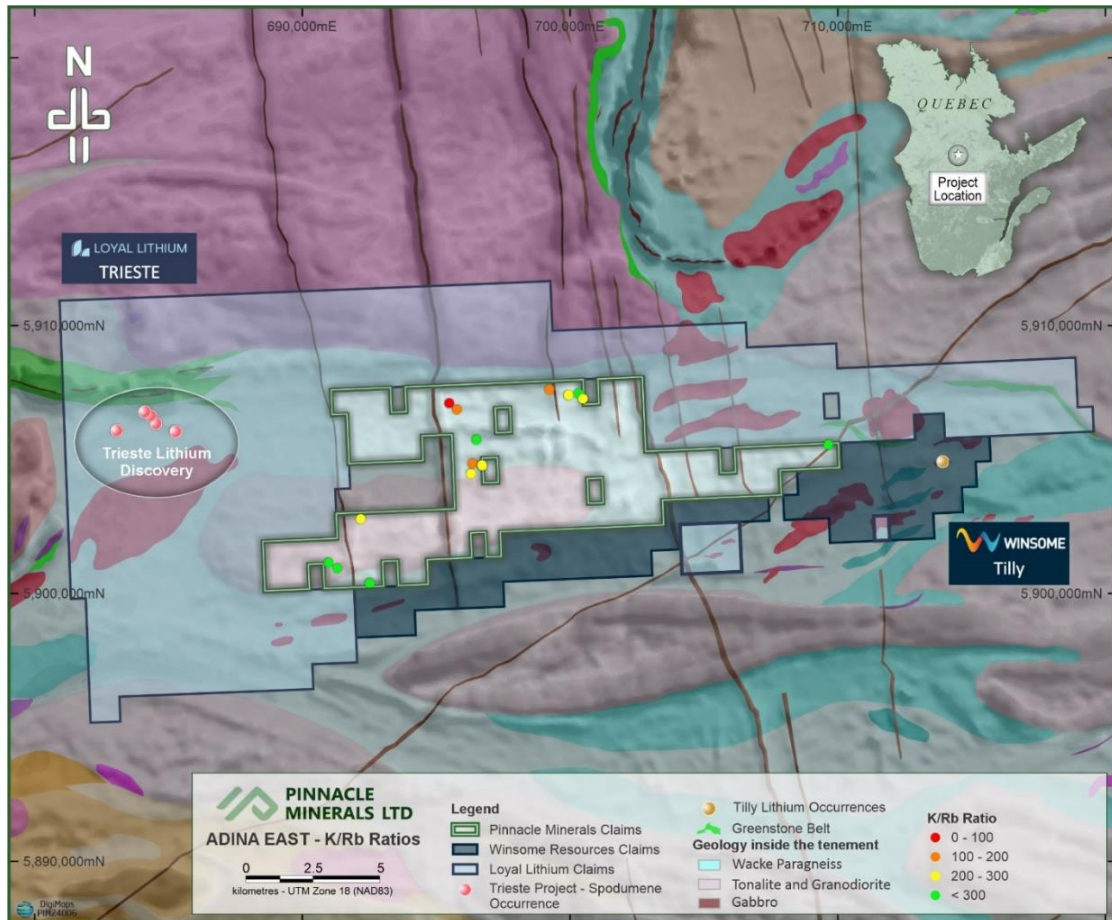 690,000mE
700,000mE
710,000mE
N
QUEBEC
Project
Location
LOYAL LITHIUM
TRIESTE
5,910,000mN
5,910,000mN
Trieste Lithium
Discovery
WINSOME
Tilly
5,900,000mN
5,900,000mN
5,890,000mN
PINNACLE
MINERALS LTD
ADINA EAST - K/Rb Ratios
0 2.5 5
kilometres - UTM Zone 18 (NAD83)
DigiMaps
PIM24006
Legend
Pinnacle Minerals Claims
Winsome Resources Claims
Loyal Lithium Claims
Trieste Project - Spodumene
Occurrence
Tilly Lithium Occurrences
Greenstone Belt
Geology inside the tenement
Wacke Paragneiss
Tonalite and Granodiorite
Gabbro
K/Rb Ratio
0 - 100
100 - 200
200 - 300
< 300